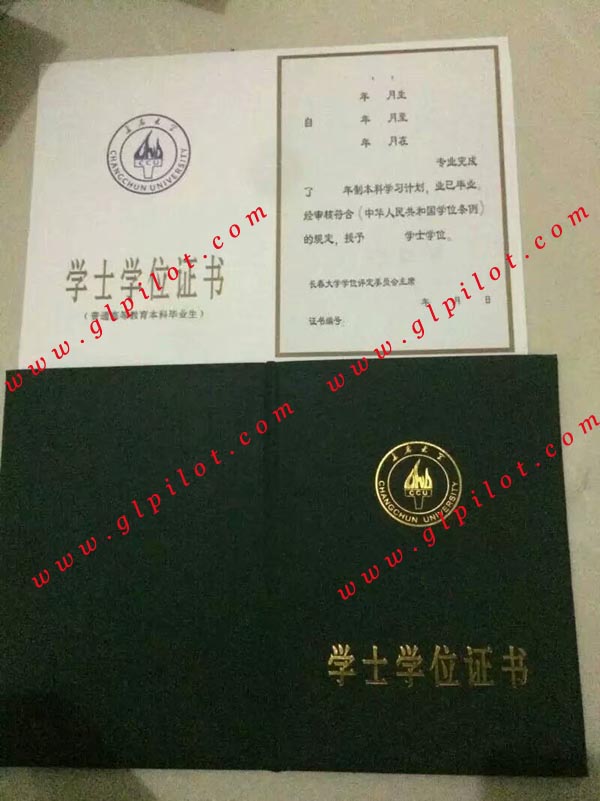 长春大学
CHANGCHUN UNIVERSITY
CCU
学士学位证书
(普通高等教育本科毕业生)
年 月生
自 年 月至
年 月在
专业完成
了 年制本科学习计划，业已毕业。
经审核符合《中华人民共和国学位条例》
的规定，授予 学士学位。
长春大学学位评定委员会主席
年 月 日
证书编号:
www.glpilot.com
www.glpilot.com
www.glpilot.com
www.glpilot.com
长春大学
CCU
CHANGCHUN UNIVERSITY
学士学位证书